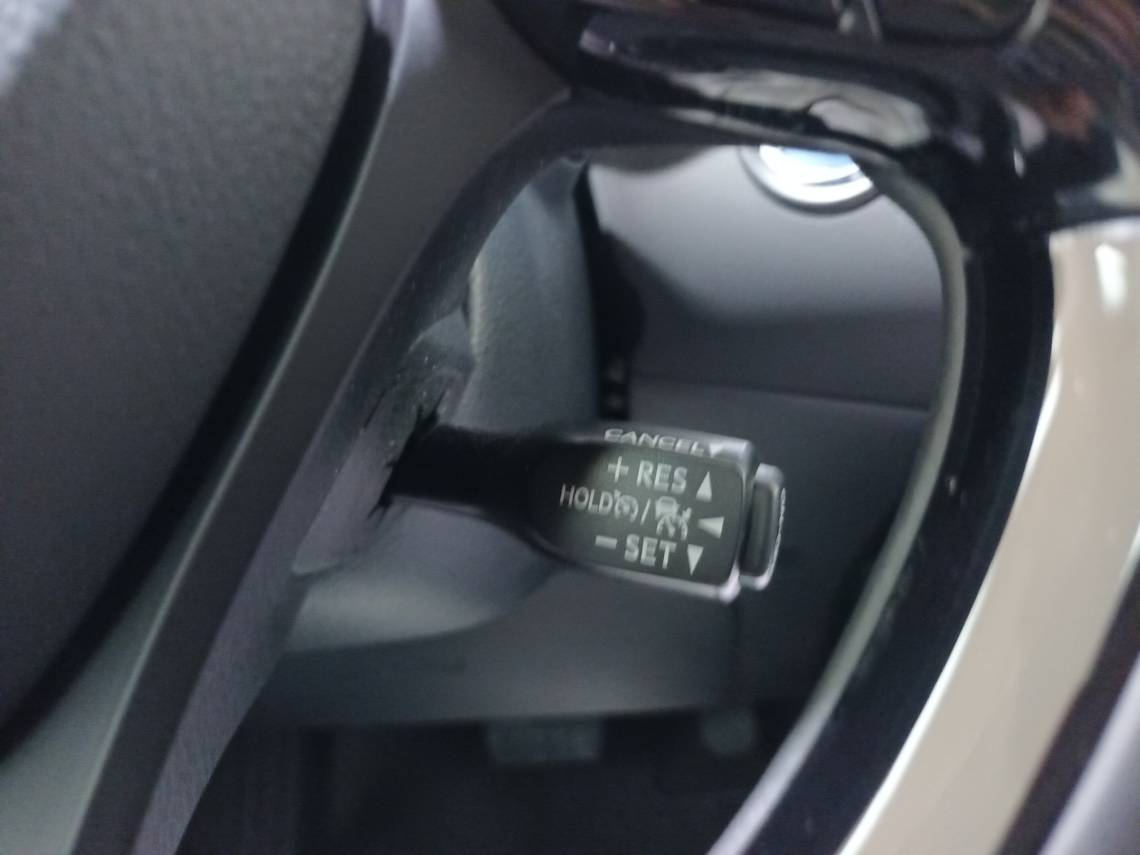 CANCEL
+ RES ▲
HOLD / ◀
− SET ▼